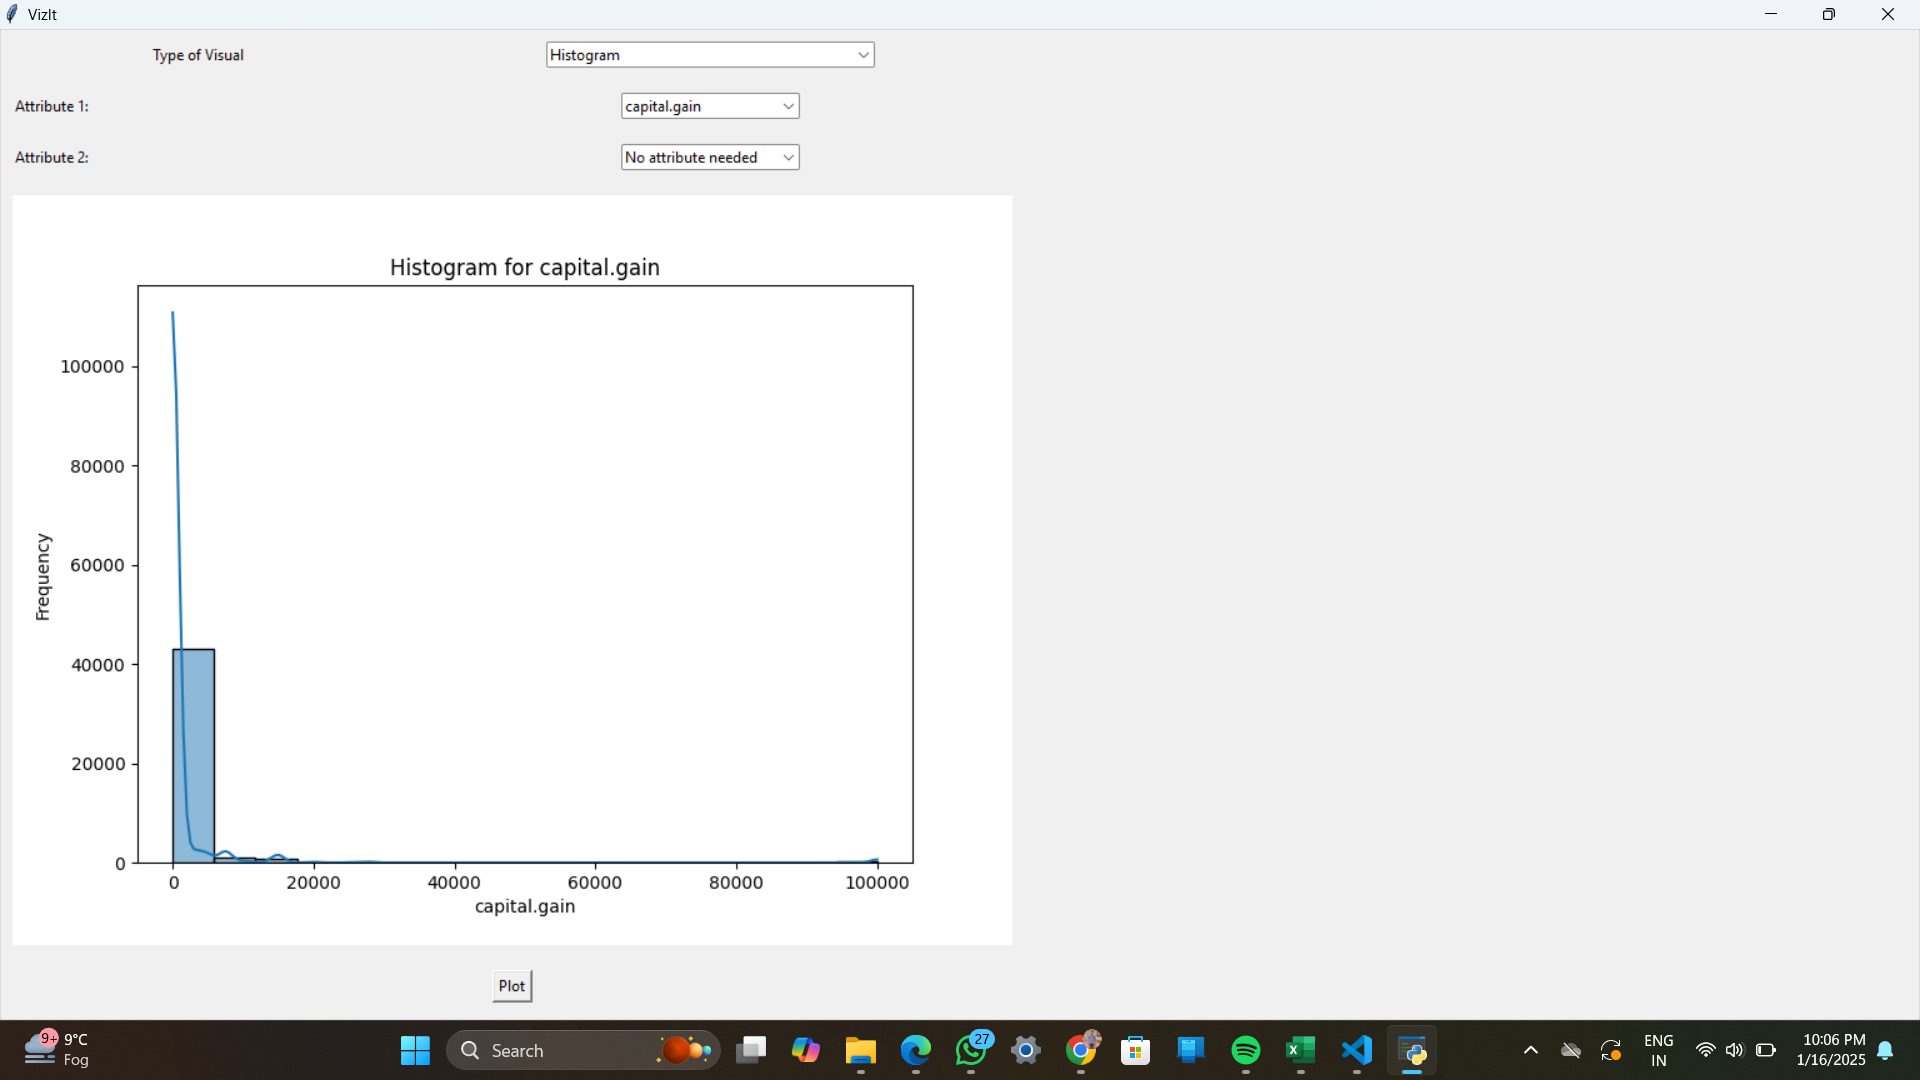 VizIt
Type of Visual
Histogram
Attribute 1:
capital.gain
Attribute 2:
No attribute needed
Histogram for capital.gain
100000
80000
60000
40000
20000
0
Frequency
0 20000 40000 60000 80000 100000
capital.gain
Plot
9+
9°C
Fog
Search
27
ENG
IN
10:06 PM
1/16/2025